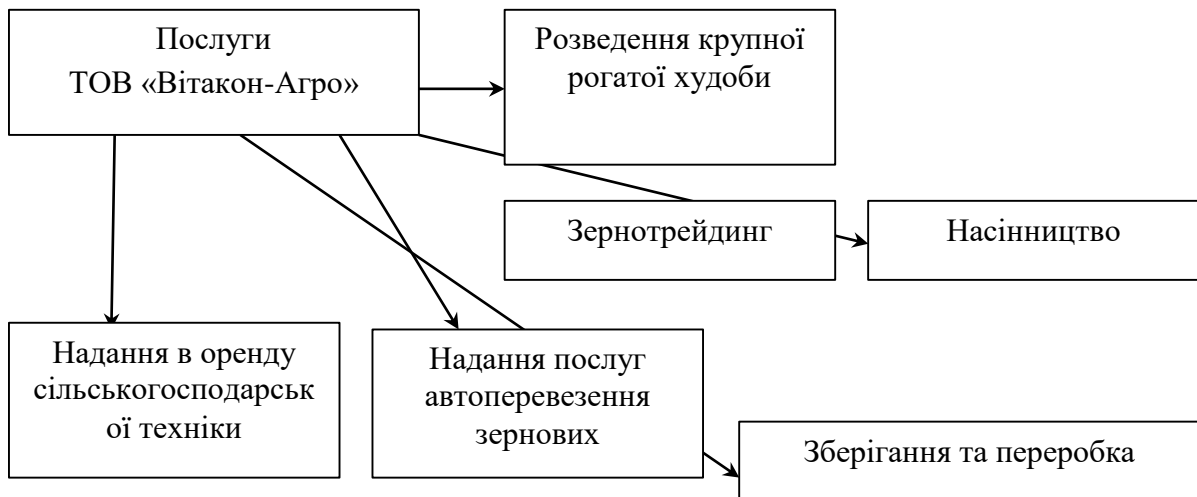 Послуги
ТОВ «Вітакон-Агро»
Розведення крупної
рогатої худоби
Зернотрейдинг
Насінництво
Надання в оренду
сільськогосподарськ
ої техніки
Надання послуг
автоперевезення
зернових
Зберігання та переробка